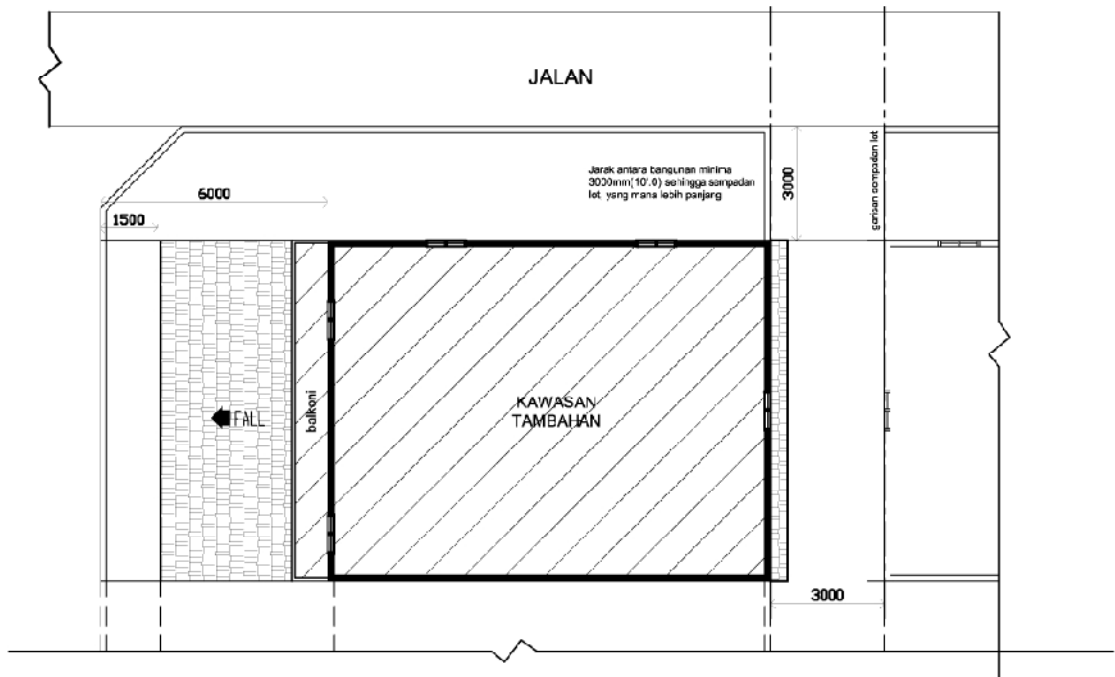 JALAN
Jarak antara bangunan minima
3000mm(10'.0) sehingga sempadan
lot yang mana lebih panjang
3000
garisan sempadan lot
6000
1500
FALL
balkoni
KAWASAN
TAMBAHAN
3000